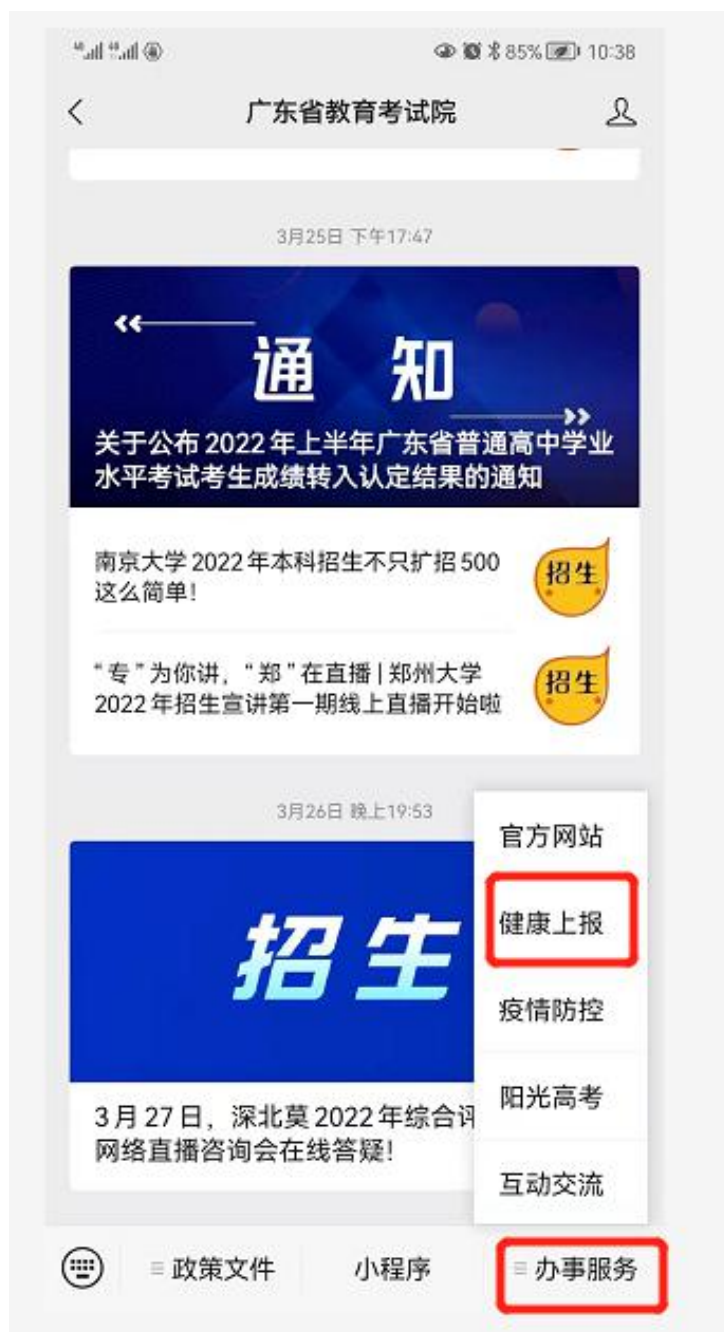 85% 10:38
广东省教育考试院
3月25日 下午17:47
通 知
关于公布2022年上半年广东省普通高中学业
水平考试考生成绩转入认定结果的通知
南京大学2022年本科招生不只扩招500
这么简单!
招生
“专”为你讲，“郑”在直播|郑州大学
2022年招生宣讲第一期线上直播开始啦
招生
3月26日 晚上19:53
招 生
3月27日，深北莫2022年综合评
网络直播咨询会在线答疑!
官方网站
健康上报
疫情防控
阳光高考
互动交流
政策文件
小程序
办事服务